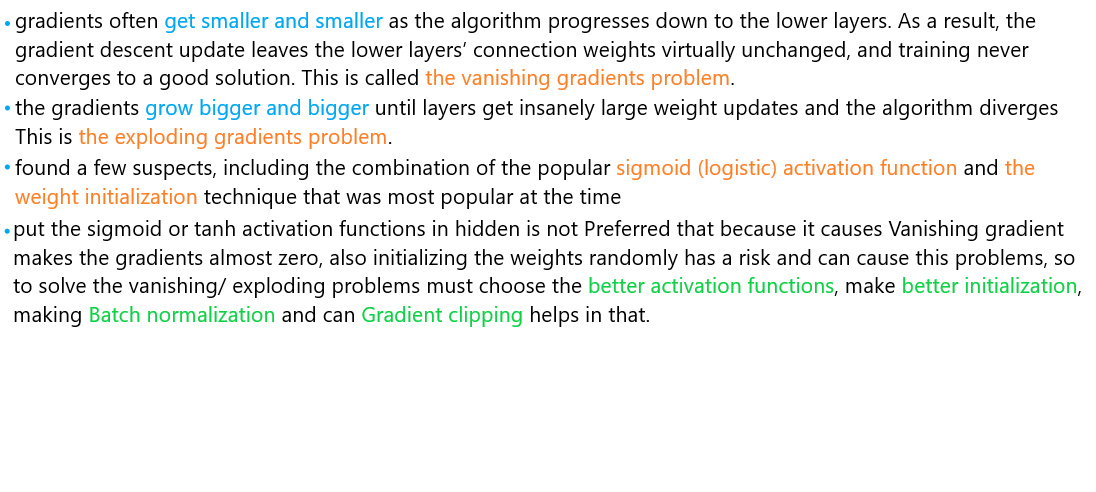 • gradients often get smaller and smaller as the algorithm progresses down to the lower layers. As a result, the
gradient descent update leaves the lower layers’ connection weights virtually unchanged, and training never
converges to a good solution. This is called the vanishing gradients problem.
• the gradients grow bigger and bigger until layers get insanely large weight updates and the algorithm diverges
This is the exploding gradients problem.
• found a few suspects, including the combination of the popular sigmoid (logistic) activation function and the
weight initialization technique that was most popular at the time
• put the sigmoid or tanh activation functions in hidden is not Preferred that because it causes Vanishing gradient
makes the gradients almost zero, also initializing the weights randomly has a risk and can cause this problems, so
to solve the vanishing/ exploding problems must choose the better activation functions, make better initialization,
making Batch normalization and can Gradient clipping helps in that.